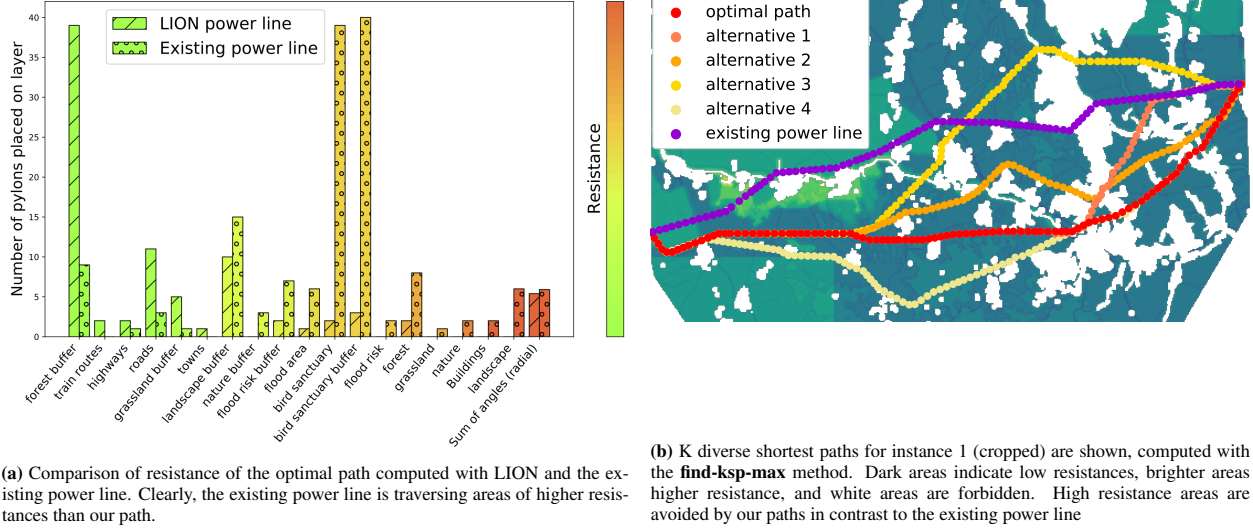 LION power line
Existing power line
Number of pylons placed on layer
40
35
30
25
20
15
10
5
0
forest buffer
train routes
highways
roads
grassland buffer
towns
landscape buffer
nature buffer
flood risk buffer
flood area
bird sanctuary
bird sanctuary buffer
flood risk
forest
grassland
nature
Buildings
landscape
Sum of angles (radial)
Resistance
(a) Comparison of resistance of the optimal path computed with LION and the ex-
isting power line. Clearly, the existing power line is traversing areas of higher resis-
tances than our path.
optimal path
alternative 1
alternative 2
alternative 3
alternative 4
existing power line
(b) K diverse shortest paths for instance 1 (cropped) are shown, computed with
the find-ksp-max method. Dark areas indicate low resistances, brighter areas
higher resistance, and white areas are forbidden. High resistance areas are
avoided by our paths in contrast to the existing power line